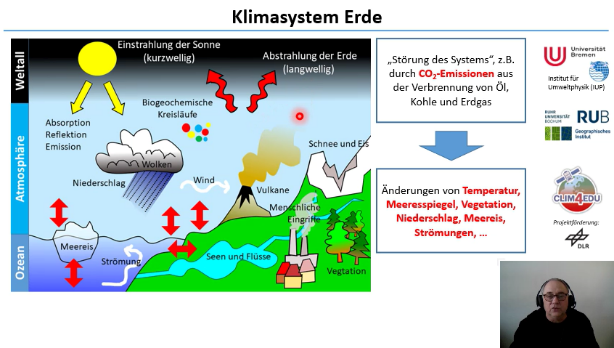 Klimasystem Erde
Weltall
Einstrahlung der Sonne
(kurzwellig)
Abstrahlung der Erde
(langwellig)
Atmosphäre
Absorption
Reflektion
Emission
Biogeochemische
Kreisläufe
Wolken
Niederschlag
Wind
Vulkane
Schnee und Eis
Menschliche
Eingriffe
Ozean
Meereis
Strömung
Seen und Flüsse
Vegtation
„Störung des Systems“, z.B.
durch CO2-Emissionen aus
der Verbrennung von Öl,
Kohle und Erdgas
Änderungen von Temperatur,
Meeresspiegel, Vegetation,
Niederschlag, Meereis,
Strömungen, ...
Universität
Bremen
Institut für
Umweltphysik (IUP)
RUHR
UNIVERSITÄT
BOCHUM
RUB
Geographisches
Institut
CLIM4EDU
Projektförderung:
DLR